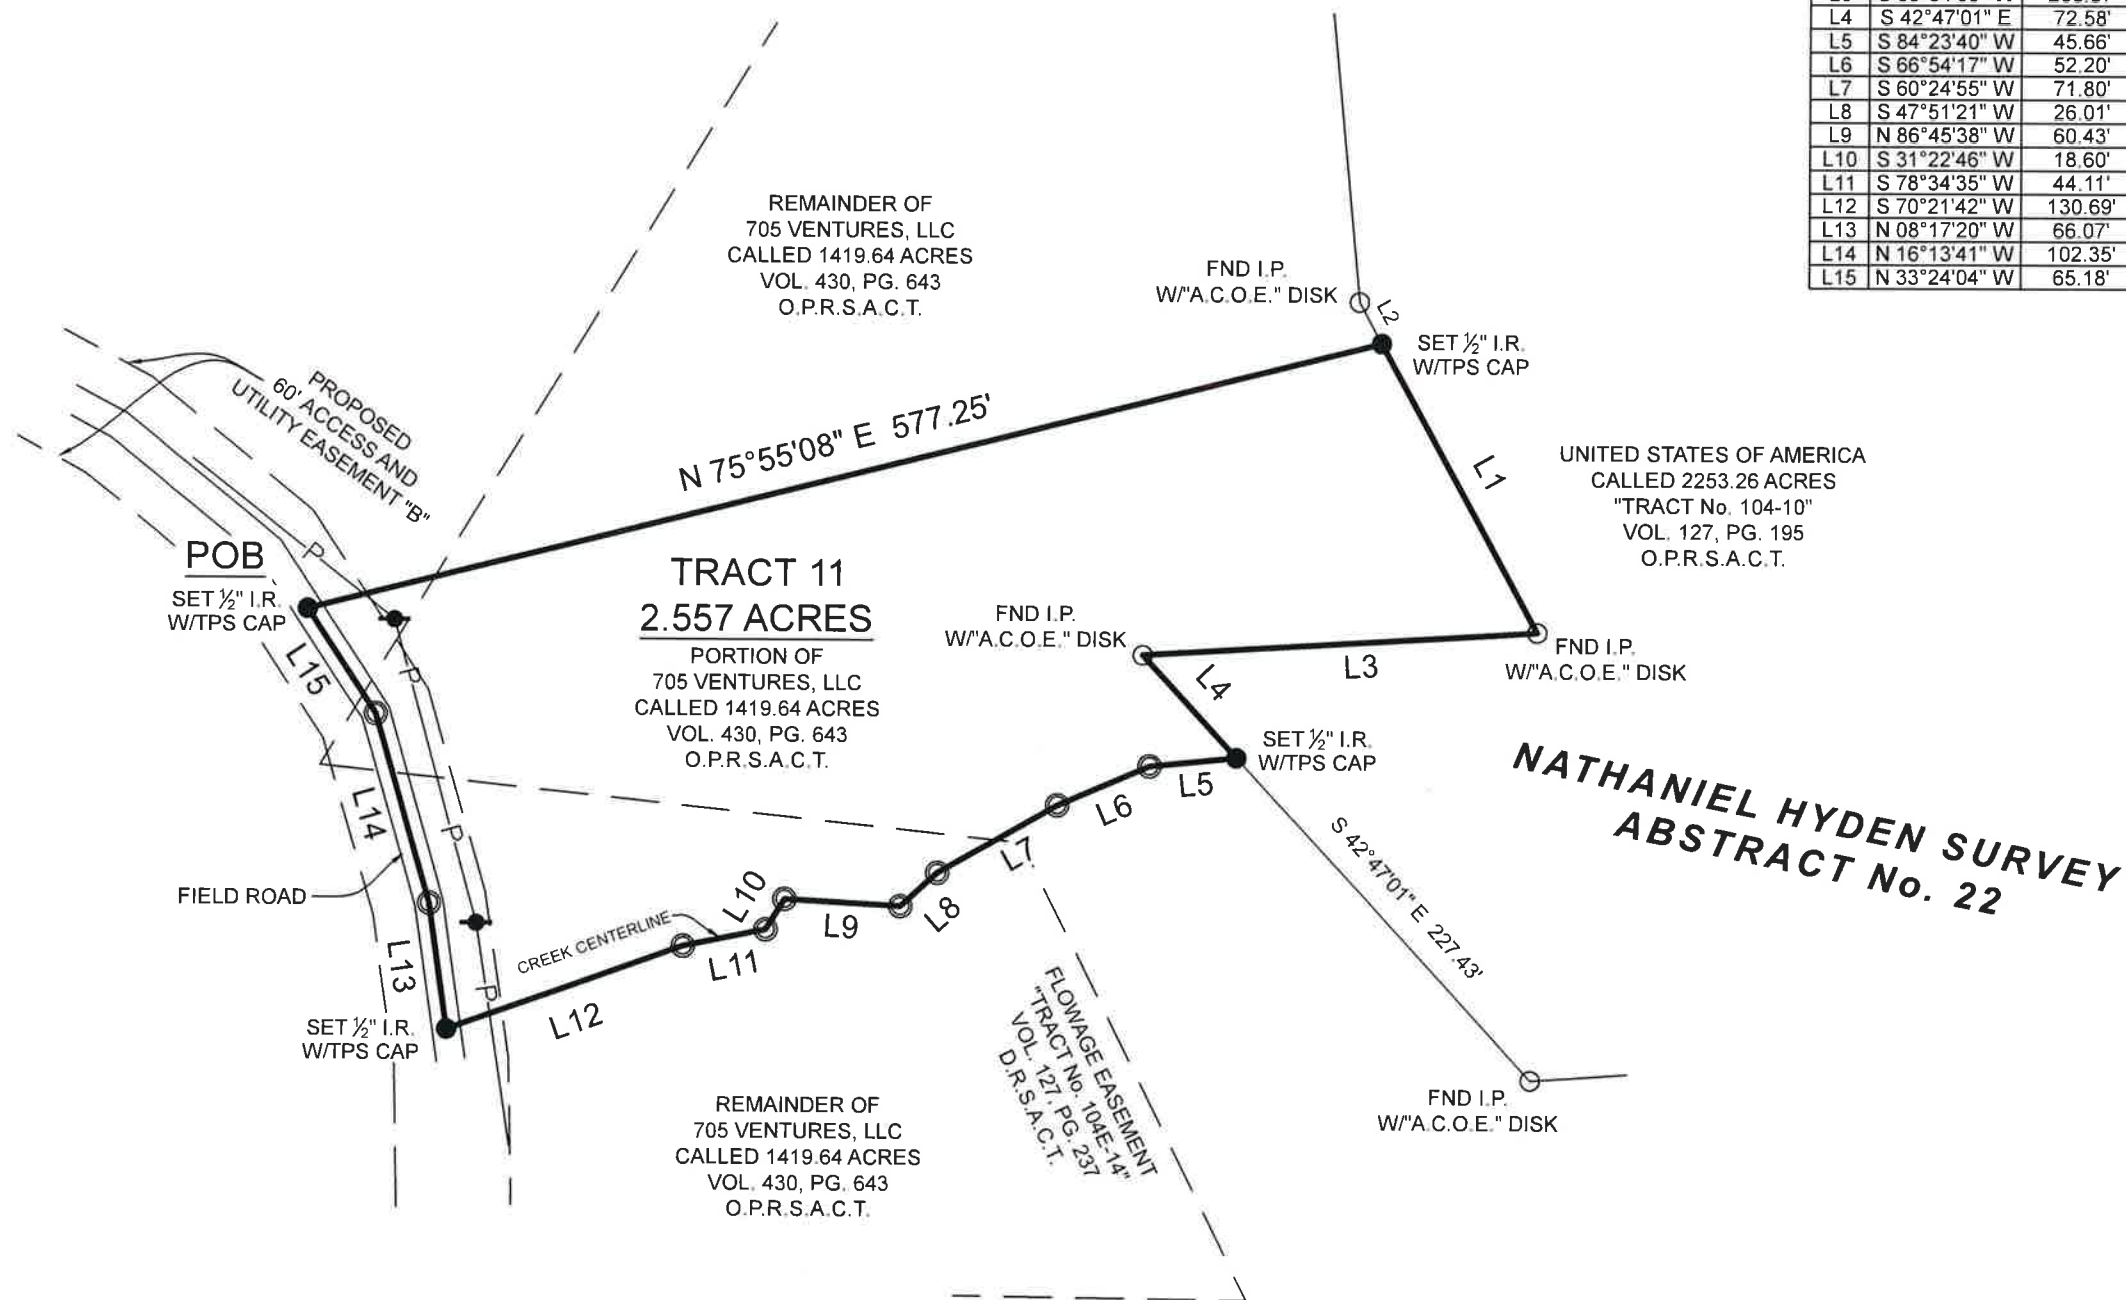 L4 S 42°47'01" E 72.58'
L5 S 84°23'40" W 45.66'
L6 S 66°54'17" W 52.20'
L7 S 60°24'55" W 71.80'
L8 S 47°51'21" W 26.01'
L9 N 86°45'38" W 60.43'
L10 S 31°22'46" W 18.60'
L11 S 78°34'35" W 44.11'
L12 S 70°21'42" W 130.69'
L13 N 08°17'20" W 66.07'
L14 N 16°13'41" W 102.35'
L15 N 33°24'04" W 65.18'
REMAINDER OF
705 VENTURES, LLC
CALLED 1419.64 ACRES
VOL. 430, PG. 643
O.P.R.S.A.C.T.
FND I.P.
W/"A.C.O.E." DISK
L2
SET ½" I.R.
W/TPS CAP
PROPOSED
60' ACCESS AND
UTILITY EASEMENT "B"
N 75°55'08" E 577.25'
L1
UNITED STATES OF AMERICA
CALLED 2253.26 ACRES
"TRACT No. 104-10"
VOL. 127, PG. 195
O.P.R.S.A.C.T.
P
POB
SET ½" I.R.
W/TPS CAP
TRACT 11
2.557 ACRES
PORTION OF
705 VENTURES, LLC
CALLED 1419.64 ACRES
VOL. 430, PG. 643
O.P.R.S.A.C.T.
FND I.P.
W/"A.C.O.E." DISK
FND I.P.
W/"A.C.O.E." DISK
L3
L4
L15
P
SET ½" I.R.
W/TPS CAP
L5
L6
L7
L14
P
NATHANIEL HYDEN SURVEY
ABSTRACT No. 22
S 42°47'01" E 227.43'
FIELD ROAD
L10
L9
L8
CREEK CENTERLINE
L11
L13
P
L12
SET ½" I.R.
W/TPS CAP
FLOWAGE EASEMENT
"TRACT No. 104E-14"
VOL. 127, PG. 237
D.R.S.A.C.T.
FND I.P.
W/"A.C.O.E." DISK
REMAINDER OF
705 VENTURES, LLC
CALLED 1419.64 ACRES
VOL. 430, PG. 643
O.P.R.S.A.C.T.